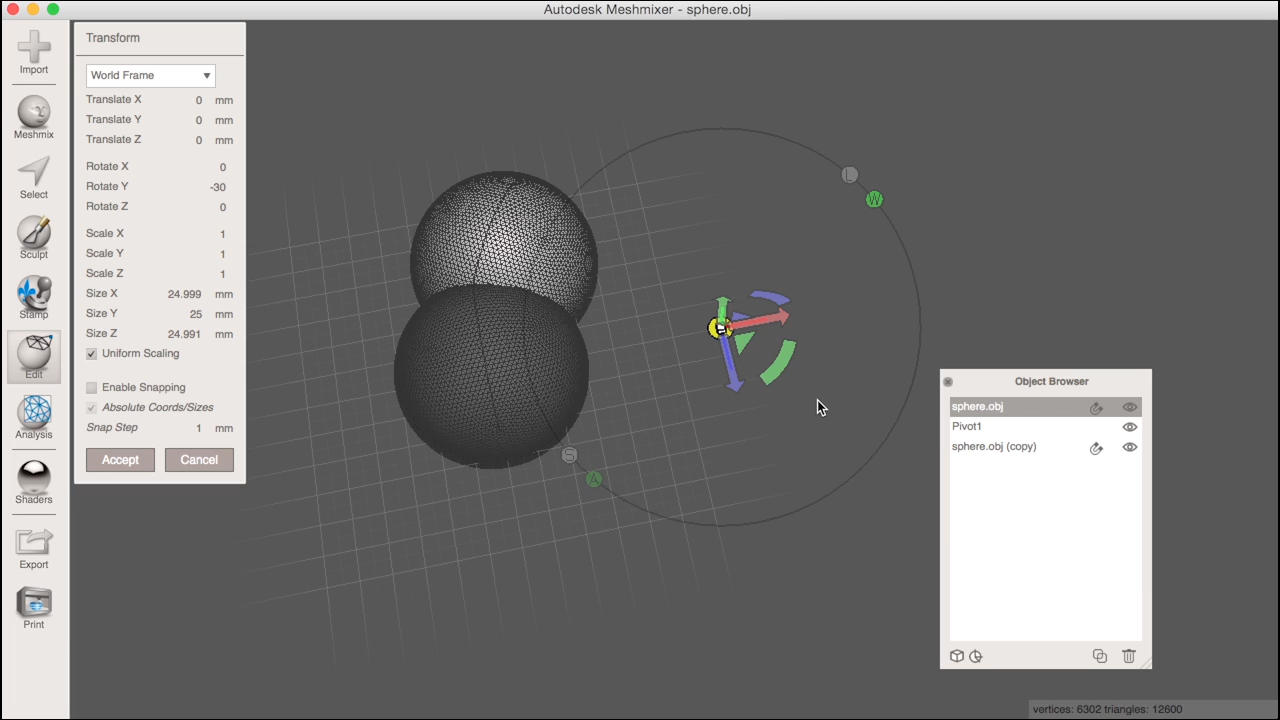 Autodesk Meshmixer - sphere.obj
Import
Meshmix
Select
Sculpt
Stamp
Edit
Analysis
Shaders
Export
Print
Transform
World Frame
Translate X 0 mm
Translate Y 0 mm
Translate Z 0 mm
Rotate X 0
Rotate Y -30
Rotate Z 0
Scale X 1
Scale Y 1
Scale Z 1
Size X 24.999 mm
Size Y 25 mm
Size Z 24.991 mm
Uniform Scaling
Enable Snapping
Absolute Coords/Sizes
Snap Step 1 mm
Accept Cancel
L
W
S
A
Object Browser
sphere.obj
Pivot1
sphere.obj (copy)
vertices: 6302 triangles: 12600